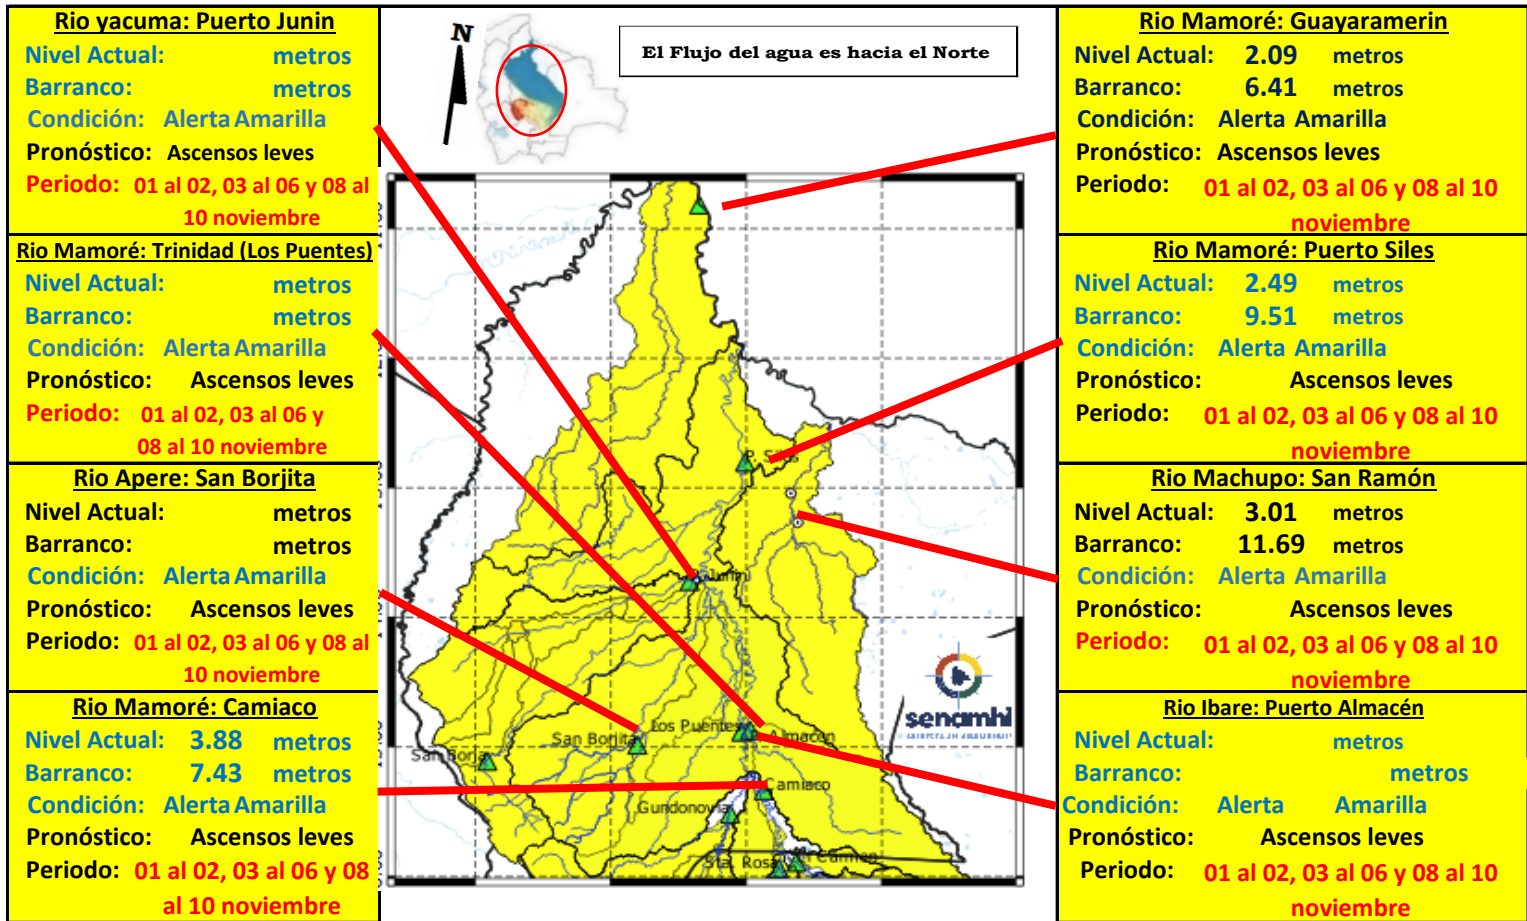 Rio yacuma: Puerto Junin
Nivel Actual: metros
Barranco: metros
Condición: Alerta Amarilla
Pronóstico: Ascensos leves
Periodo: 01 al 02, 03 al 06 y 08 al
10 noviembre
Rio Mamoré: Trinidad (Los Puentes)
Nivel Actual: metros
Barranco: metros
Condición: Alerta Amarilla
Pronóstico: Ascensos leves
Periodo: 01 al 02, 03 al 06 y
08 al 10 noviembre
Rio Apere: San Borjita
Nivel Actual: metros
Barranco: metros
Condición: Alerta Amarilla
Pronóstico: Ascensos leves
Periodo: 01 al 02, 03 al 06 y 08 al
10 noviembre
Rio Mamoré: Camiaco
Nivel Actual: 3.88 metros
Barranco: 7.43 metros
Condición: Alerta Amarilla
Pronóstico: Ascensos leves
Periodo: 01 al 02, 03 al 06 y 08
al 10 noviembre
N
El Flujo del agua es hacia el Norte
P. Siles
Junin
Los Puentes
P. Almacen
San Borjita
San Borja
Camiaco
Gundonovia
Sta. Rosa
Carmen
senamhi
Rio Mamoré: Guayaramerin
Nivel Actual: 2.09 metros
Barranco: 6.41 metros
Condición: Alerta Amarilla
Pronóstico: Ascensos leves
Periodo: 01 al 02, 03 al 06 y 08 al 10
noviembre
Rio Mamoré: Puerto Siles
Nivel Actual: 2.49 metros
Barranco: 9.51 metros
Condición: Alerta Amarilla
Pronóstico: Ascensos leves
Periodo: 01 al 02, 03 al 06 y 08 al 10
noviembre
Rio Machupo: San Ramón
Nivel Actual: 3.01 metros
Barranco: 11.69 metros
Condición: Alerta Amarilla
Pronóstico: Ascensos leves
Periodo: 01 al 02, 03 al 06 y 08 al 10
noviembre
Rio Ibare: Puerto Almacén
Nivel Actual: metros
Barranco: metros
Condición: Alerta Amarilla
Pronóstico: Ascensos leves
Periodo: 01 al 02, 03 al 06 y 08 al 10
noviembre